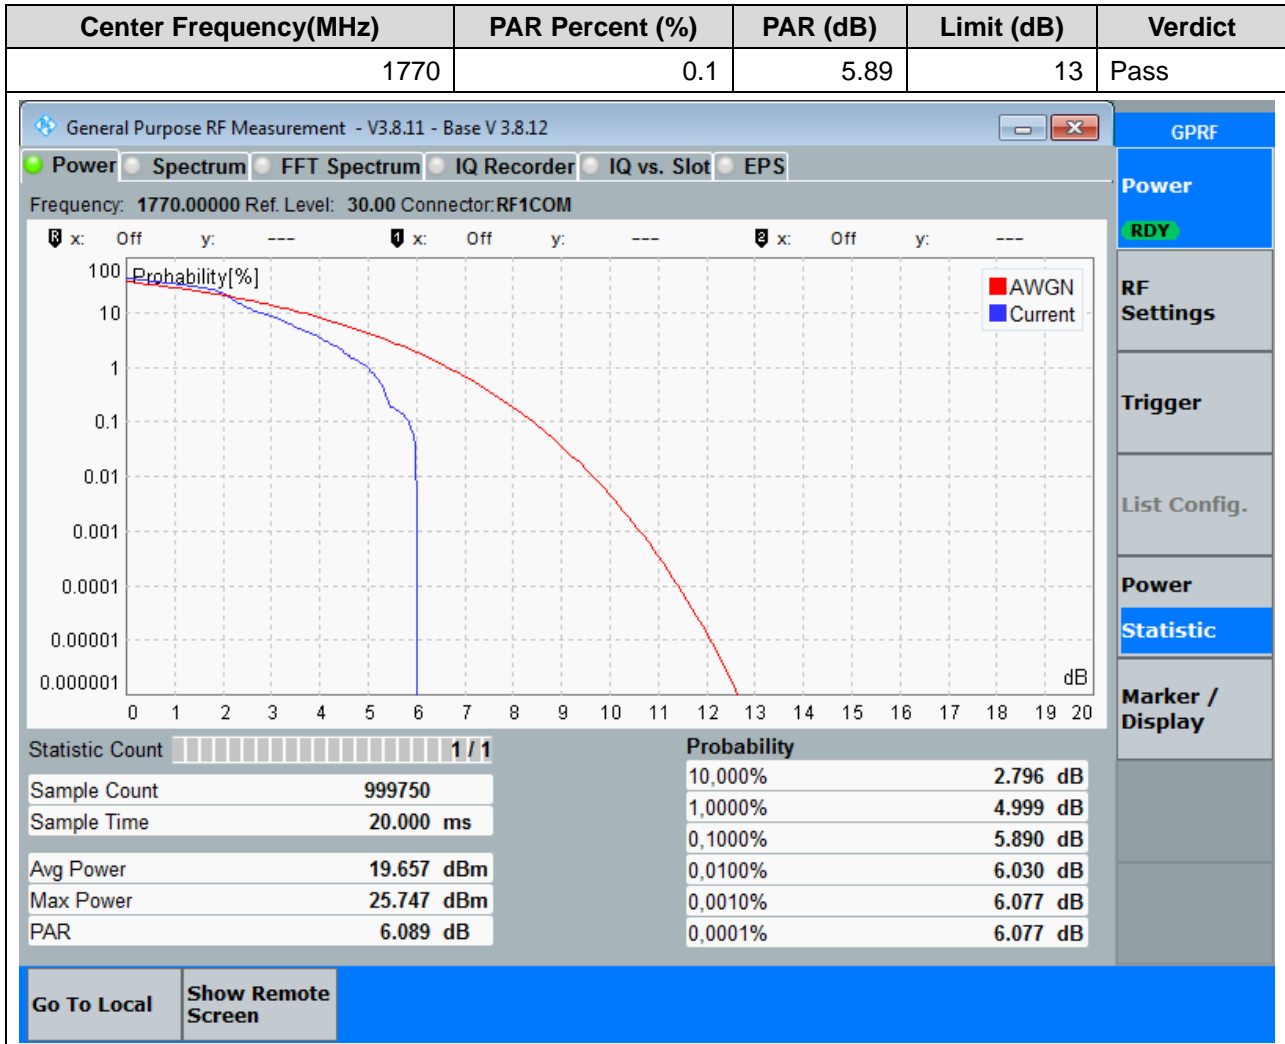 Center Frequency(MHz) PAR Percent (%) PAR (dB) Limit (dB) Verdict
1770 0.1 5.89 13 Pass
General Purpose RF Measurement - V3.8.11 - Base V 3.8.12
GPRF
Power Spectrum FFT Spectrum IQ Recorder IQ vs. Slot EPS
Frequency: 1770.00000 Ref. Level: 30.00 Connector:RF1COM
R x: Off y: --- 1 x: Off y: --- 2 x: Off y: ---
Probability[%]
AWGN
Current
100
10
1
0.1
0.01
0.001
0.0001
0.00001
0.000001
dB
0 1 2 3 4 5 6 7 8 9 10 11 12 13 14 15 16 17 18 19 20
Statistic Count 1 / 1
Sample Count 999750
Sample Time 20.000 ms
Avg Power 19.657 dBm
Max Power 25.747 dBm
PAR 6.089 dB
Probability
10,000% 2.796 dB
1,0000% 4.999 dB
0,1000% 5.890 dB
0,0100% 6.030 dB
0,0010% 6.077 dB
0,0001% 6.077 dB
Power
RDY
RF
Settings
Trigger
List Config.
Power
Statistic
Marker /
Display
Go To Local
Show Remote
Screen